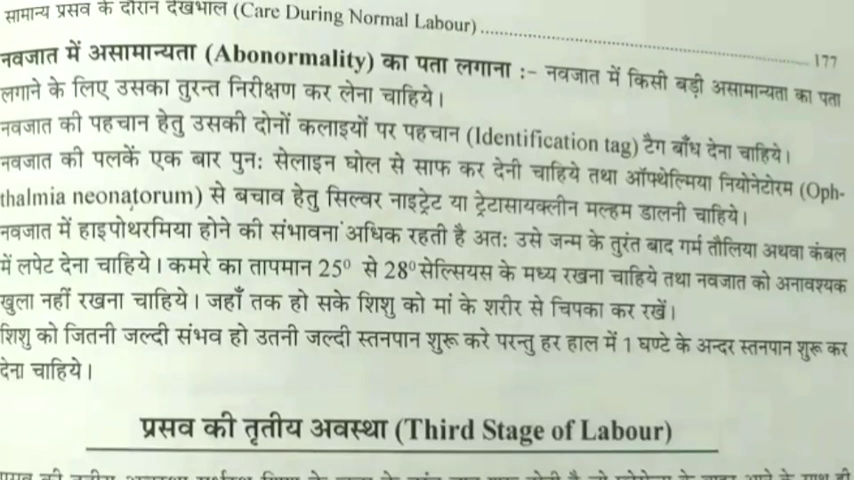 सामान्य प्रसव के दौरान देखभाल (Care During Normal Labour) ........................................ 177
नवजात में असामान्यता (Abonormality) का पता लगाना :- नवजात में किसी बड़ी असामान्यता का पता
लगाने के लिए उसका तुरन्त निरीक्षण कर लेना चाहिये।
नवजात की पहचान हेतु उसकी दोनों कलाइयों पर पहचान (Identification tag) टैग बाँध देना चाहिये।
नवजात की पलकें एक बार पुनः सेलाइन घोल से साफ कर देनी चाहिये तथा ऑफ्थेल्मिया नियोनेटोरम (Oph-
thalmia neonatorum) से बचाव हेतु सिल्वर नाइट्रेट या ट्रेटासायक्लीन मल्हम डालनी चाहिये।
नवजात में हाइपोथरमिया होने की संभावना अधिक रहती है अतः उसे जन्म के तुरंत बाद गर्म तौलिया अथवा कंबल
में लपेट देना चाहिये। कमरे का तापमान 25⁰ से 28⁰ सेल्सियस के मध्य रखना चाहिये तथा नवजात को अनावश्यक
खुला नहीं रखना चाहिये। जहाँ तक हो सके शिशु को मां के शरीर से चिपका कर रखें।
शिशु को जितनी जल्दी संभव हो उतनी जल्दी स्तनपान शुरू करे परन्तु हर हाल में 1 घण्टे के अन्दर स्तनपान शुरू कर
देना चाहिये।
प्रसव की तृतीय अवस्था (Third Stage of Labour)